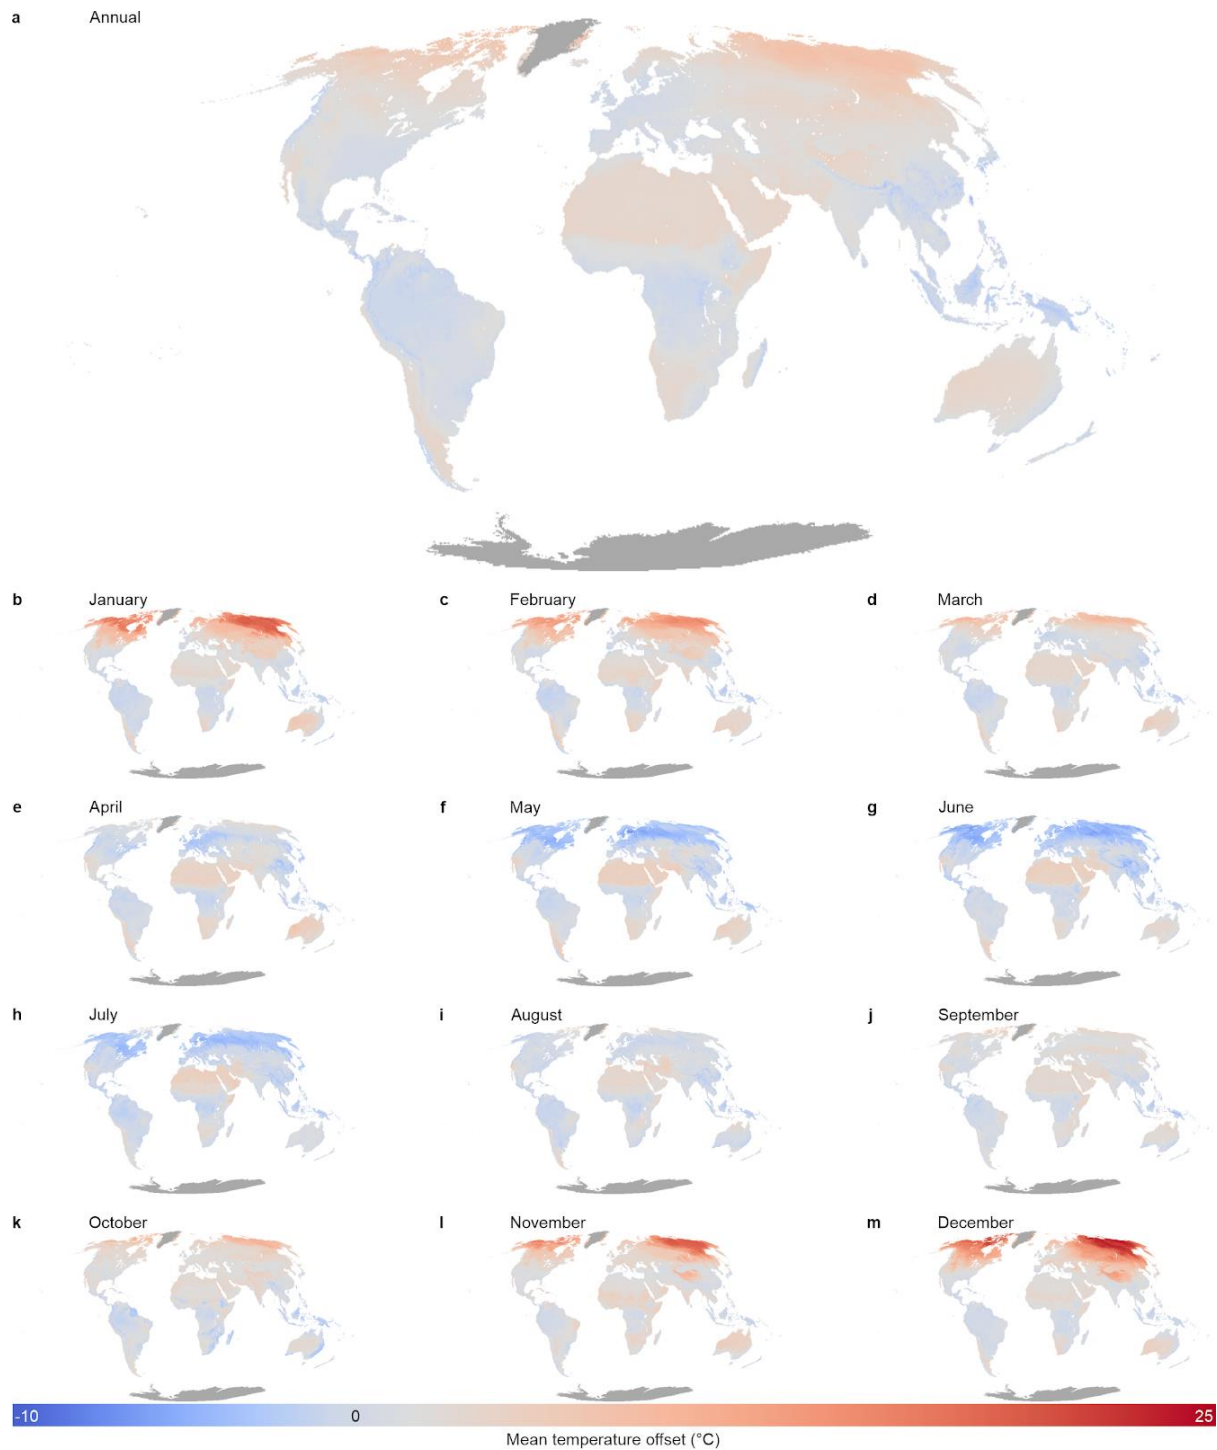 a Annual
b January
c February
d March
e April
f May
g June
h July
i August
j September
k October
l November
m December
-10 0 25
Mean temperature offset (°C)